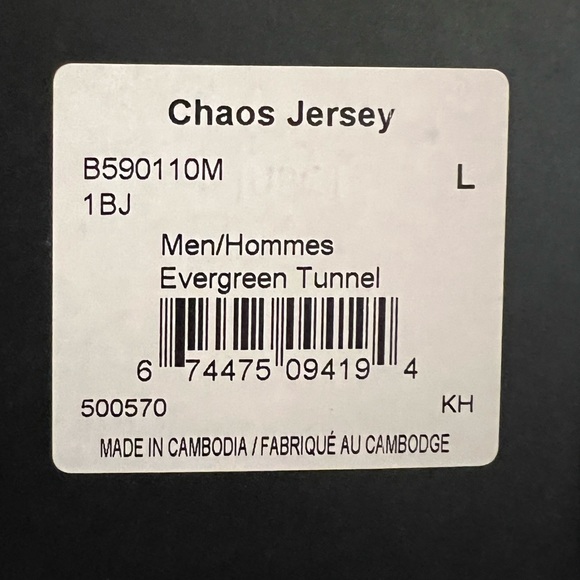 Chaos Jersey
B590110M
L
1BJ
Men/Hommes
Evergreen Tunnel
6 74475 09419 4
500570 KH
MADE IN CAMBODIA / FABRIQUÉ AU CAMBODGE